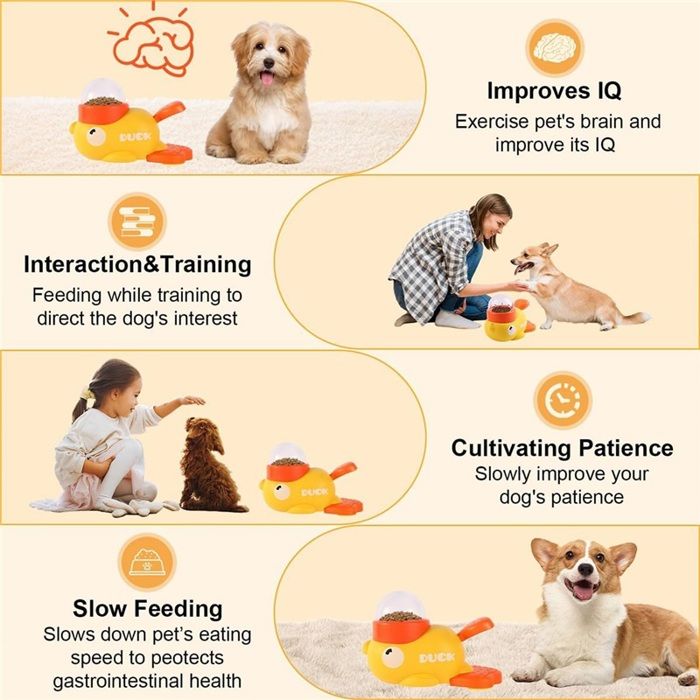 DUCK
Improves IQ
Exercise pet's brain and
improve its IQ
Interaction&Training
Feeding while training to
direct the dog's interest
Cultivating Patience
Slowly improve your
dog's patience
DUCK
Slow Feeding
Slows down pet’s eating
speed to peotects
gastrointestinal health
DUCK